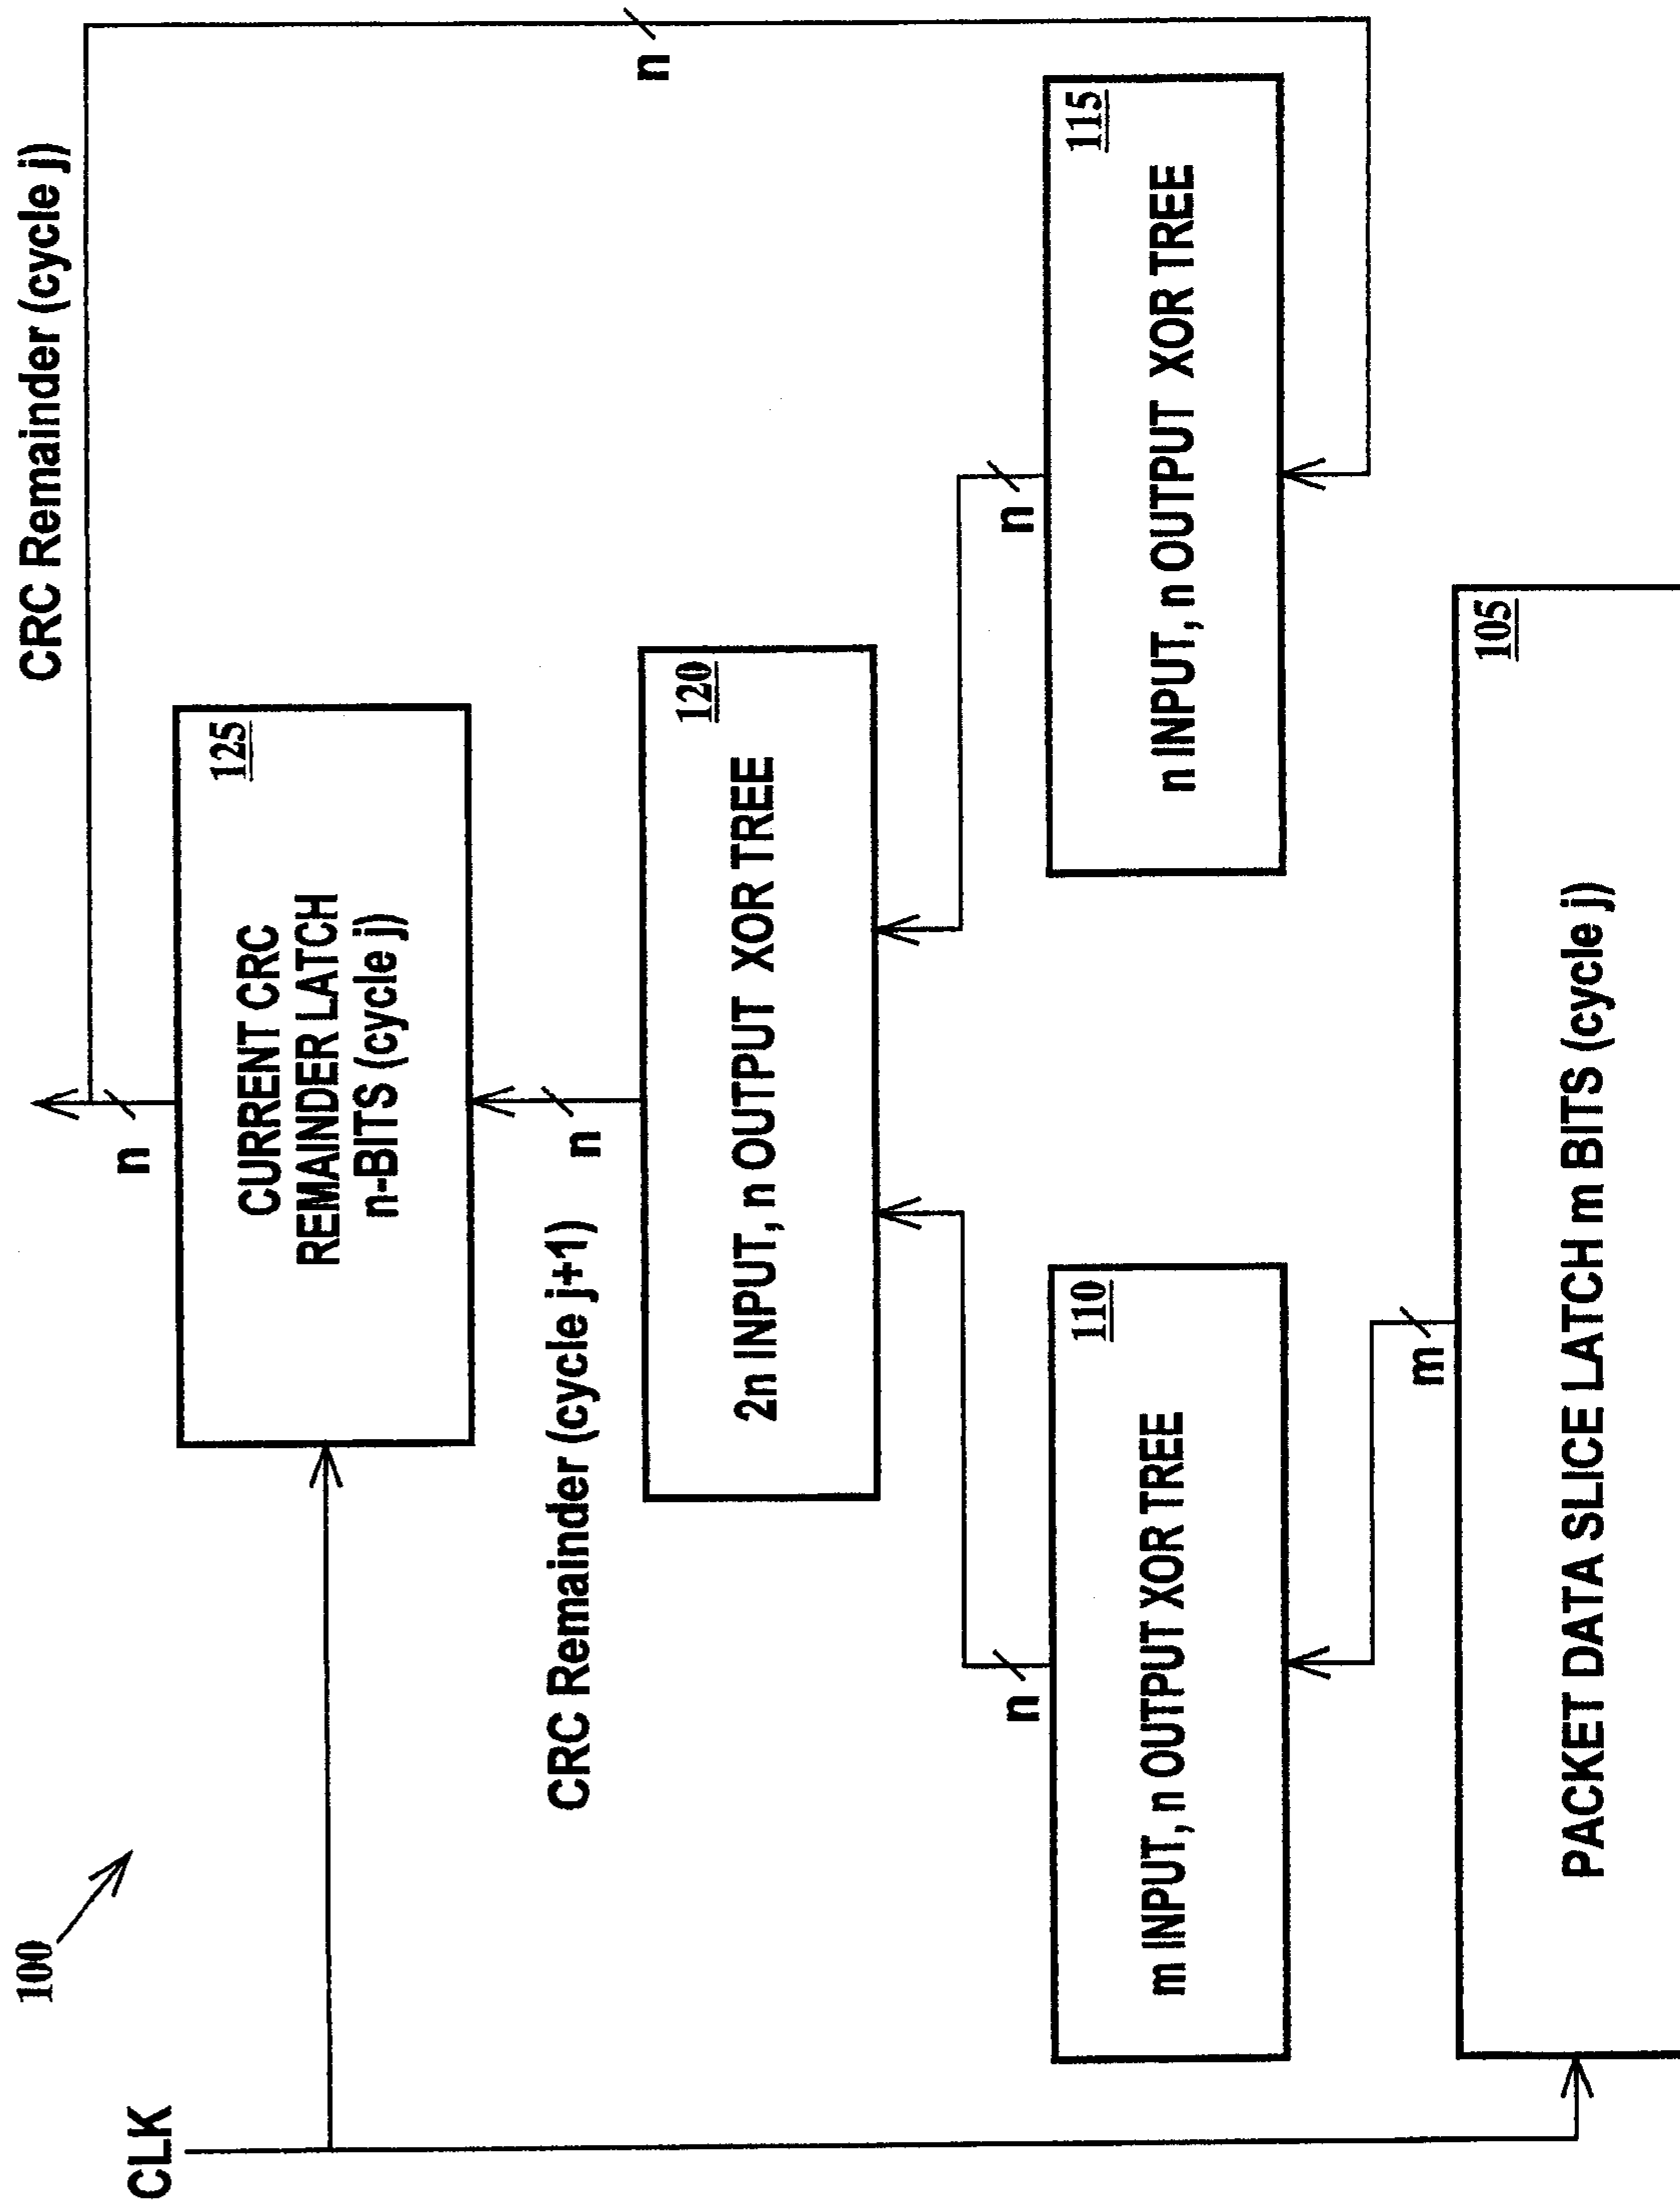 100
CLK
CRC Remainder (cycle j)
n
n
125
CURRENT CRC
REMAINDER LATCH
n-BITS (cycle j)
CRC Remainder (cycle j+1)
n
120
2n INPUT, n OUTPUT XOR TREE
n
n
110
m INPUT, n OUTPUT XOR TREE
115
n INPUT, n OUTPUT XOR TREE
m
105
PACKET DATA SLICE LATCH m BITS (cycle j)